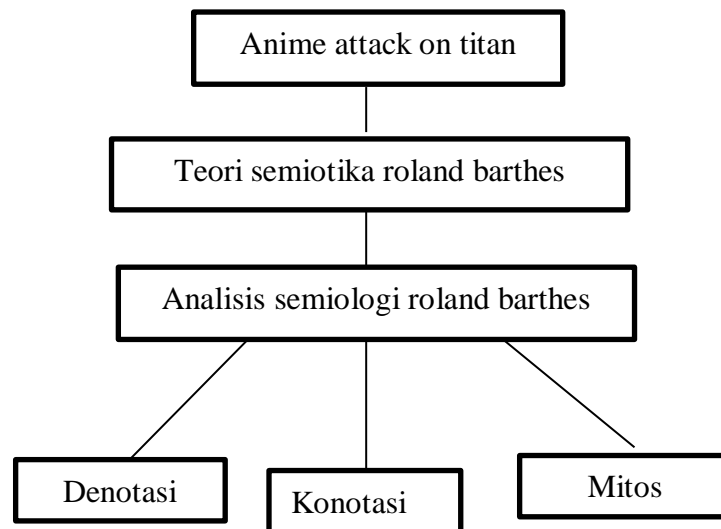 Anime attack on titan
Teori semiotika roland barthes
Analisis semiologi roland barthes
Denotasi
Konotasi
Mitos